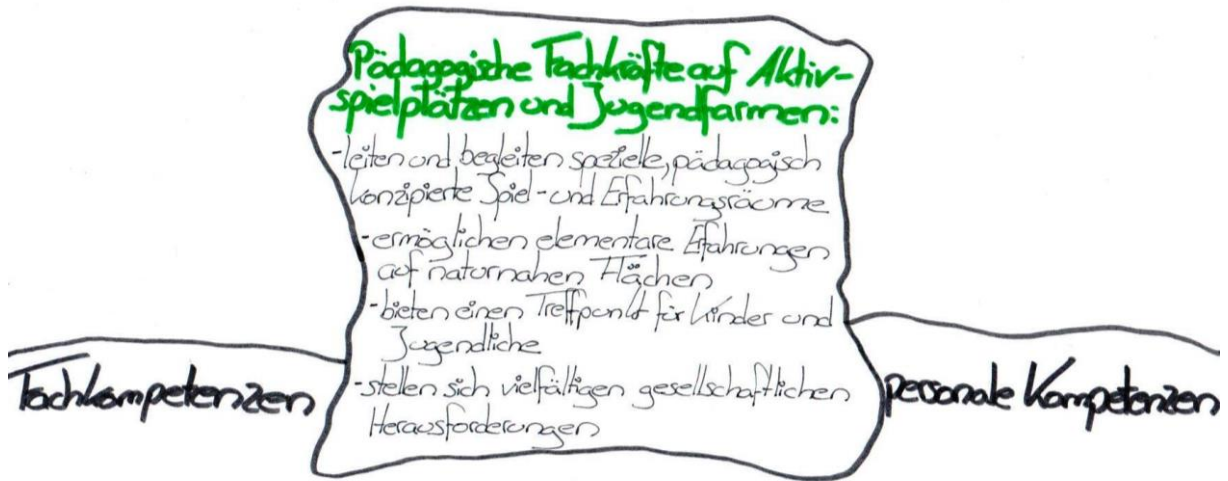 Pädagogische Fachkräfte auf Aktiv-
spielplätzen und Jugendfarmen:
-leiten und begleiten spezielle, pädagogisch
konzipierte Spiel- und Erfahrungsräume
-ermöglichen elementare Erfahrungen
auf naturnahen Flächen
-bieten einen Treffpunkt für Kinder und
Jugendliche
-stellen sich vielfältigen gesellschaftlichen
Herausforderungen
Fachkompetenzen
personale Kompetenzen